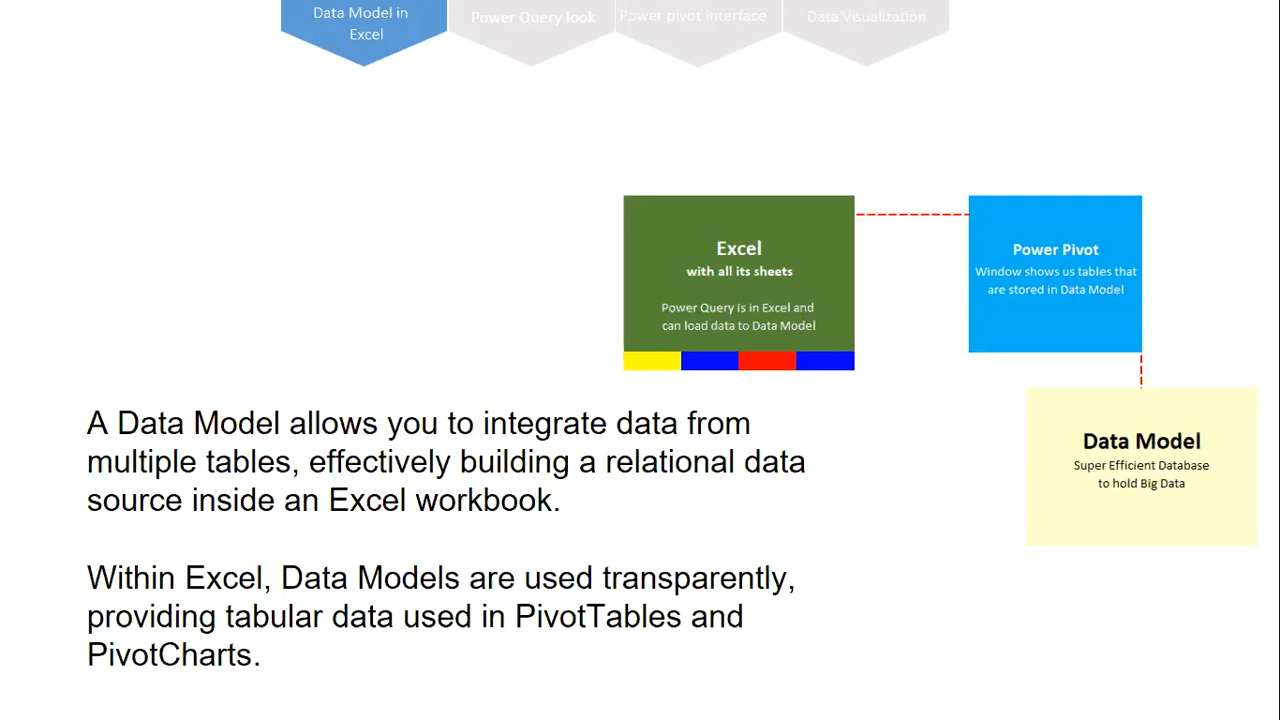 Data Model in
Excel
Power Query look
Power pivot interface
Data Visualization
Excel
with all its sheets
Power Query is in Excel and
can load data to Data Model
Power Pivot
Window shows us tables that
are stored in Data Model
Data Model
Super Efficient Database
to hold Big Data
A Data Model allows you to integrate data from
multiple tables, effectively building a relational data
source inside an Excel workbook.
Within Excel, Data Models are used transparently,
providing tabular data used in PivotTables and
PivotCharts.